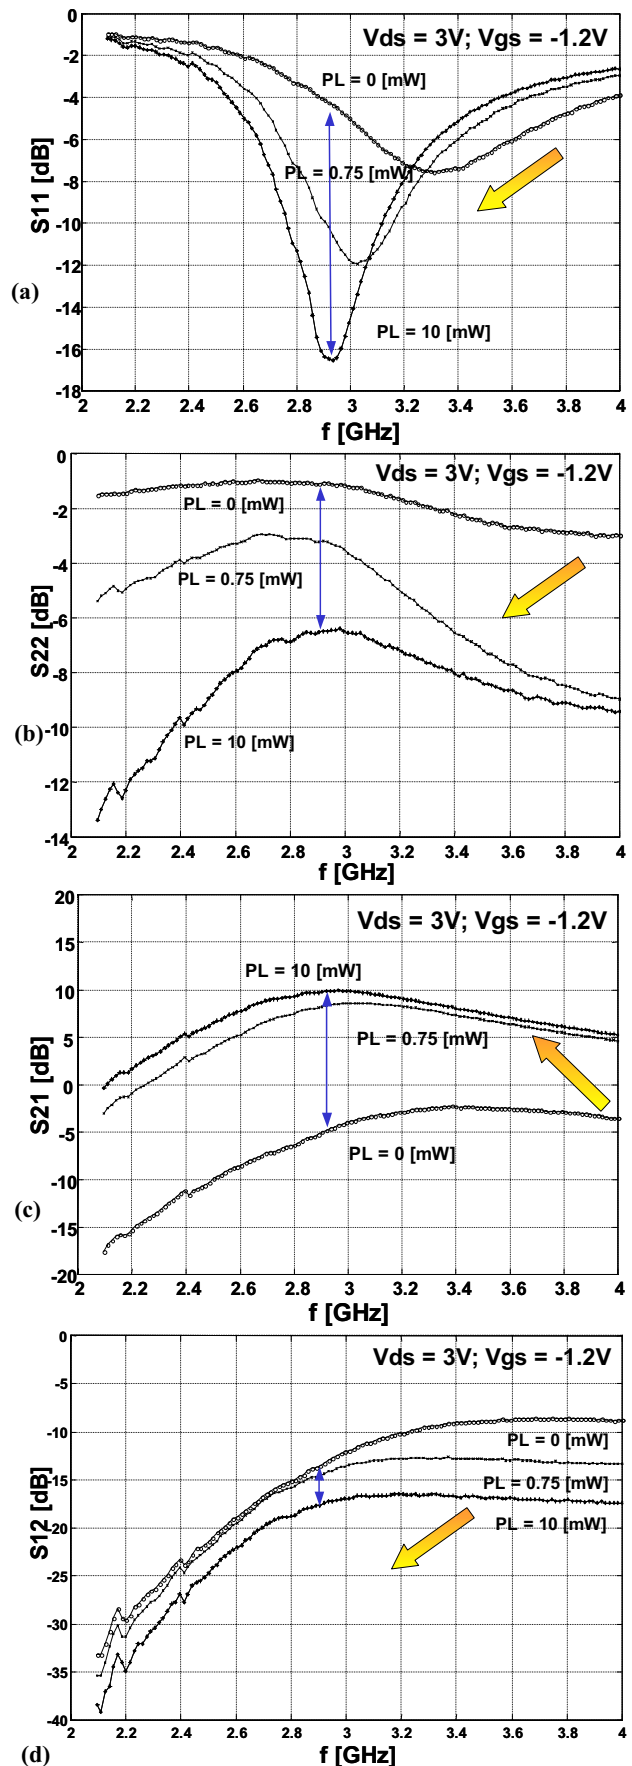 Vds = 3V; Vgs = -1.2V
PL = 0 [mW]
PL = 0.75 [mW]
PL = 10 [mW]
S11 [dB]
0
-2
-4
-6
-8
-10
-12
-14
-16
-18
2 2.2 2.4 2.6 2.8 3 3.2 3.4 3.6 3.8 4
f [GHz]
(a)
Vds = 3V; Vgs = -1.2V
PL = 0 [mW]
PL = 0.75 [mW]
PL = 10 [mW]
S22 [dB]
0
-2
-4
-6
-8
-10
-12
-14
2 2.2 2.4 2.6 2.8 3 3.2 3.4 3.6 3.8 4
f [GHz]
(b)
Vds = 3V; Vgs = -1.2V
PL = 10 [mW]
PL = 0.75 [mW]
PL = 0 [mW]
S21 [dB]
20
15
10
5
0
-5
-10
-15
-20
2 2.2 2.4 2.6 2.8 3 3.2 3.4 3.6 3.8 4
f [GHz]
(c)
Vds = 3V; Vgs = -1.2V
PL = 0 [mW]
PL = 0.75 [mW]
PL = 10 [mW]
S12 [dB]
0
-5
-10
-15
-20
-25
-30
-35
-40
2 2.2 2.4 2.6 2.8 3 3.2 3.4 3.6 3.8 4
f [GHz]
(d)